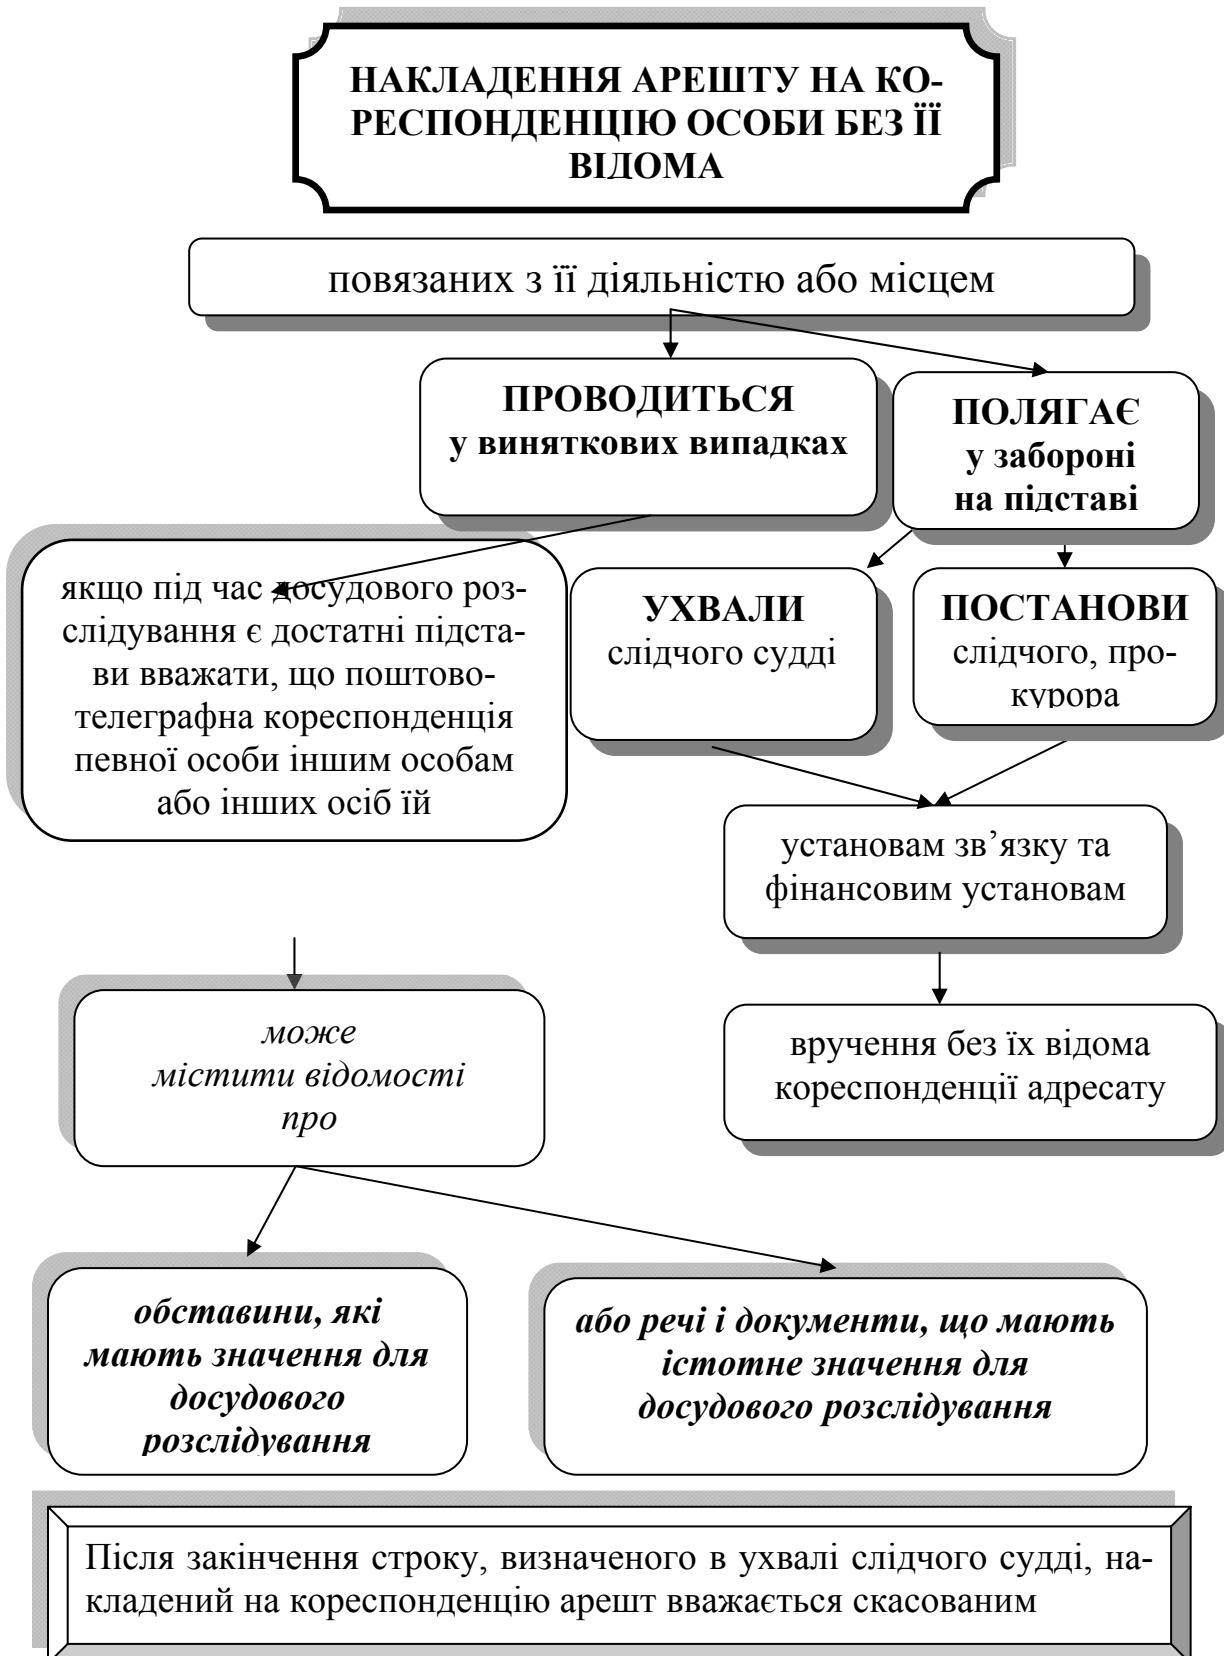 НАКЛАДЕННЯ АРЕШТУ НА КО-
РЕСПОНДЕНЦІЮ ОСОБИ БЕЗ ЇЇ
ВІДОМА
повязаних з її діяльністю або місцем
ПРОВОДИТЬСЯ
у виняткових випадках
ПОЛЯГАЄ
у забороні
на підставі
якщо під час досудового роз-
слідування є достатні підста-
ви вважати, що поштово-
телеграфна кореспонденція
певної особи іншим особам
або інших осіб їй
УХВАЛИ
слідчого судді
ПОСТАНОВИ
слідчого, про-
курора
установам зв’язку та
фінансовим установам
може
містити відомості
про
вручення без їх відома
кореспонденції адресату
обставини, які
мають значення для
досудового
розслідування
або речі і документи, що мають
істотне значення для
досудового розслідування
Після закінчення строку, визначеного в ухвалі слідчого судді, на-
кладений на кореспонденцію арешт вважається скасованим